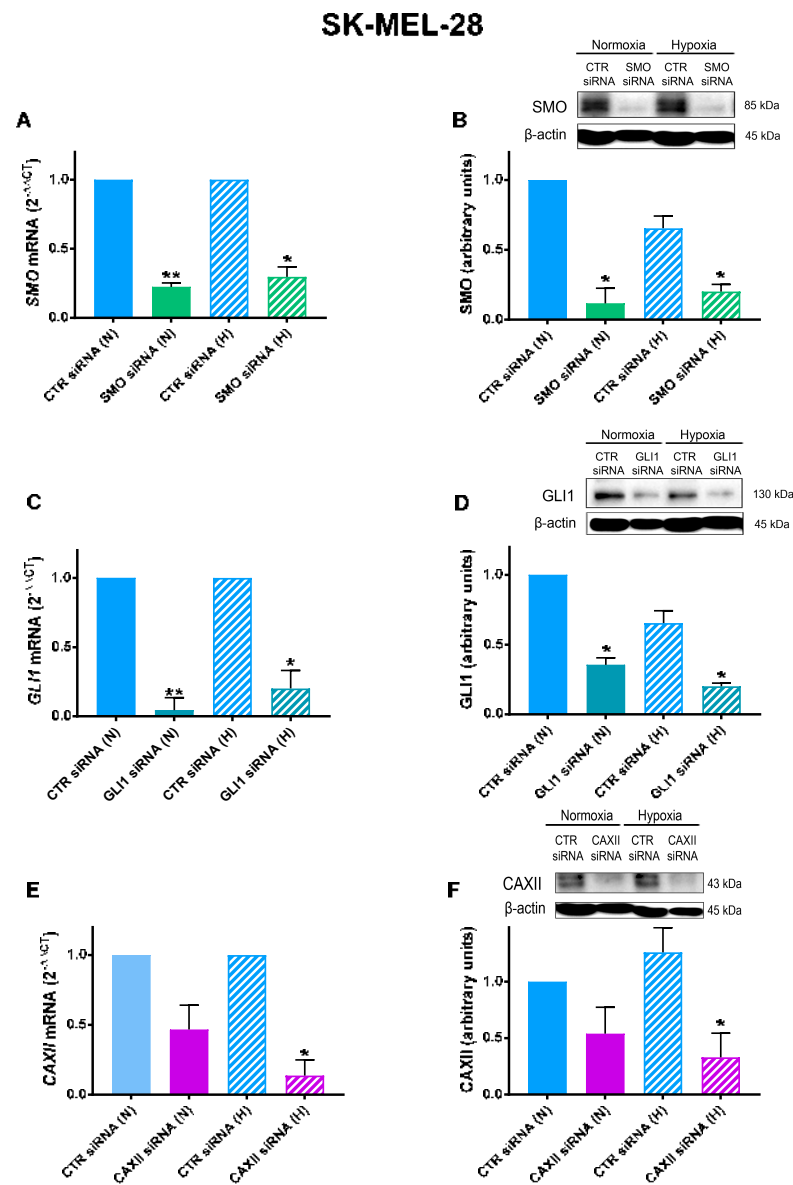 SK-MEL-28
A
SMO mRNA (2-ΔΔCT)
1.0
0.5
0.0
**
*
CTR siRNA (N)
SMO siRNA (N)
CTR siRNA (H)
SMO siRNA (H)
B
Normoxia Hypoxia
CTR siRNA SMO siRNA CTR siRNA SMO siRNA
SMO 85 kDa
β-actin 45 kDa
SMO (arbitrary units)
1.0
0.5
0.0
*
*
CTR siRNA (N)
SMO siRNA (N)
CTR siRNA (H)
SMO siRNA (H)
C
GLI1 mRNA (2-ΔΔCT)
1.0
0.5
0.0
**
*
CTR siRNA (N)
GLI1 siRNA (N)
CTR siRNA (H)
GLI1 siRNA (H)
D
Normoxia Hypoxia
CTR siRNA GLI1 siRNA CTR siRNA GLI1 siRNA
GLI1 130 kDa
β-actin 45 kDa
GLI1 (arbitrary units)
1.0
0.5
0.0
*
*
CTR siRNA (N)
GLI1 siRNA (N)
CTR siRNA (H)
GLI1 siRNA (H)
E
CAXII mRNA (2-ΔΔCT)
1.0
0.5
0.0
*
CTR siRNA (N)
CAXII siRNA (N)
CTR siRNA (H)
CAXII siRNA (H)
F
Normoxia Hypoxia
CTR siRNA CAXII siRNA CTR siRNA CAXII siRNA
CAXII 43 kDa
β-actin 45 kDa
CAXII (arbitrary units)
1.0
0.5
0.0
*
CTR siRNA (N)
CAXII siRNA (N)
CTR siRNA (H)
CAXII siRNA (H)